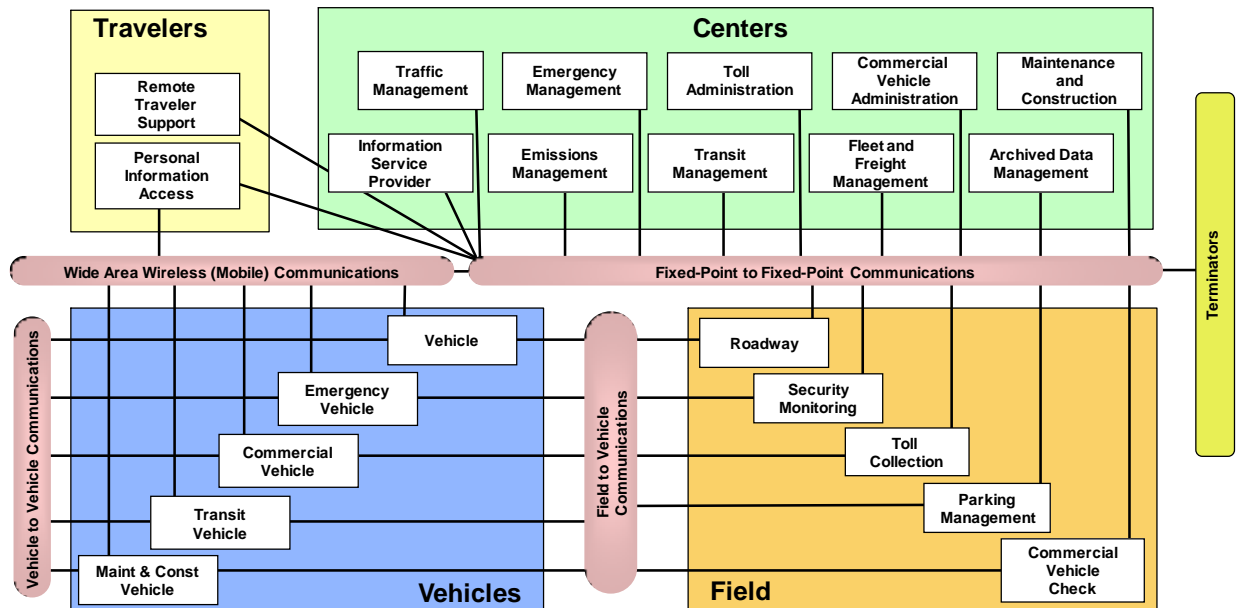 Travelers
Remote
Traveler
Support
Personal
Information
Access
Centers
Traffic
Management
Emergency
Management
Toll
Administration
Commercial
Vehicle
Administration
Maintenance
and
Construction
Information
Service
Provider
Emissions
Management
Transit
Management
Fleet and
Freight
Management
Archived Data
Management
Terminators
Wide Area Wireless (Mobile) Communications
Fixed-Point to Fixed-Point Communications
Vehicle to Vehicle Communications
Vehicle
Emergency
Vehicle
Commercial
Vehicle
Transit
Vehicle
Maint & Const
Vehicle
Vehicles
Field to Vehicle
Communications
Roadway
Security
Monitoring
Toll
Collection
Parking
Management
Commercial
Vehicle
Check
Field